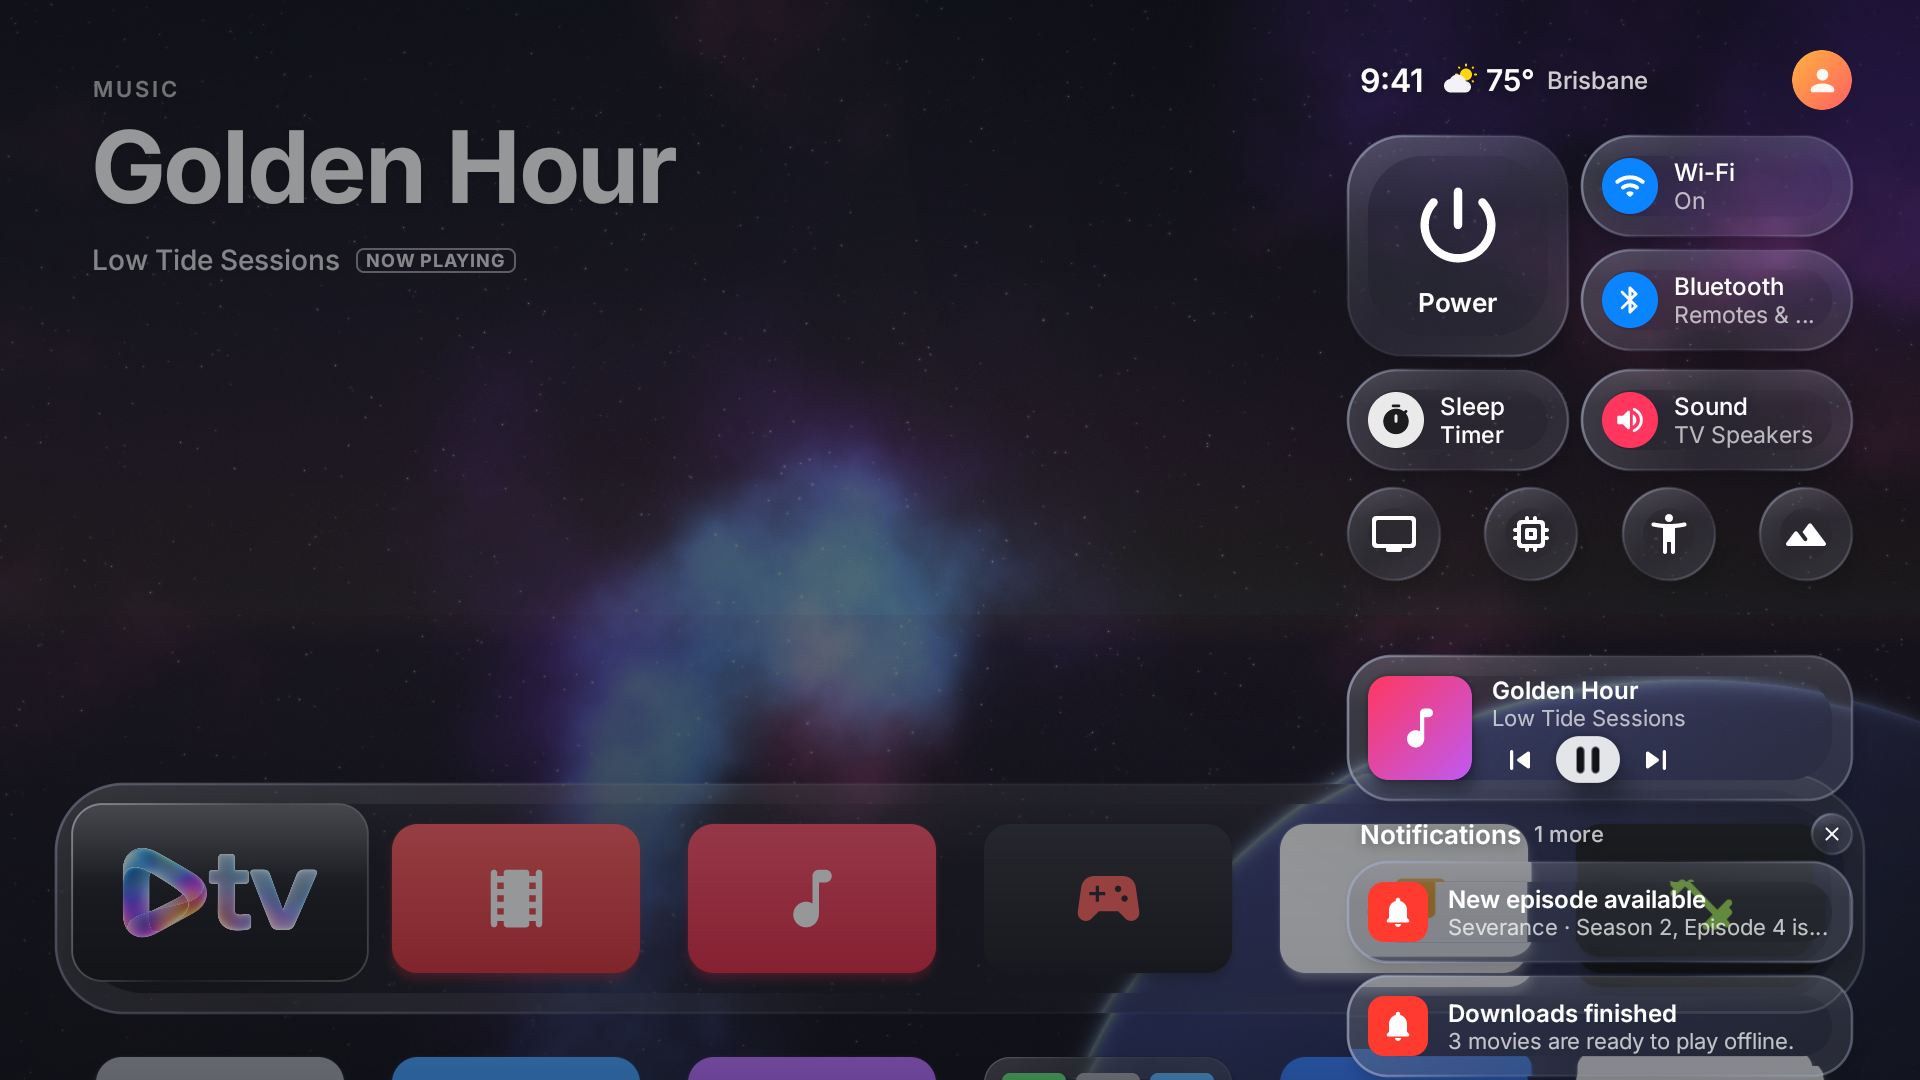 MUSIC
Golden Hour
Low Tide Sessions NOW PLAYING
9:41 75° Brisbane
Power
Wi-Fi
On
Bluetooth
Remotes & ...
Sleep
Timer
Sound
TV Speakers
Golden Hour
Low Tide Sessions
Notifications 1 more
New episode available
Severance · Season 2, Episode 4 is...
Downloads finished
3 movies are ready to play offline.
tv